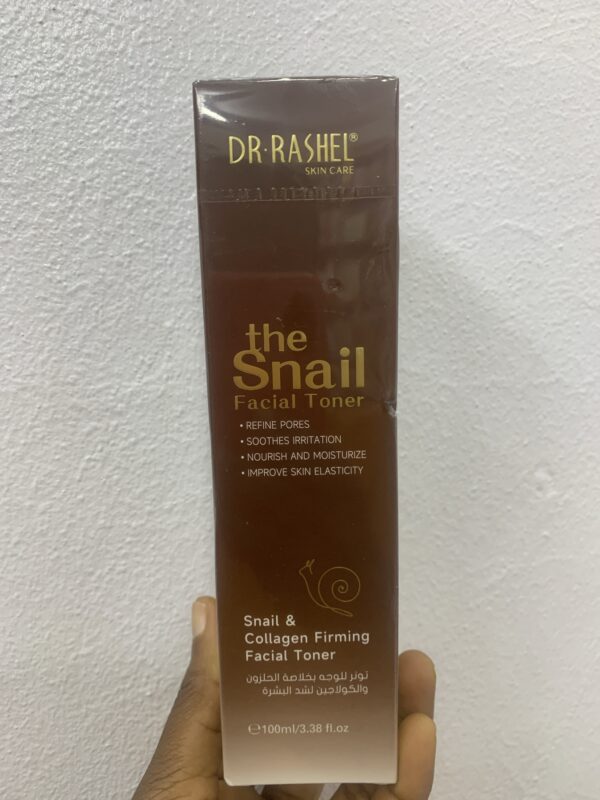 DR·RASHEL®
SKIN CARE
the
Snail
Facial Toner
• REFINE PORES
• SOOTHES IRRITATION
• NOURISH AND MOISTURIZE
• IMPROVE SKIN ELASTICITY
Snail &
Collagen Firming
Facial Toner
تونر للوجه بخلاصة الحلزون
والكولاجين لشد البشرة
℮100ml/3.38 fl.oz